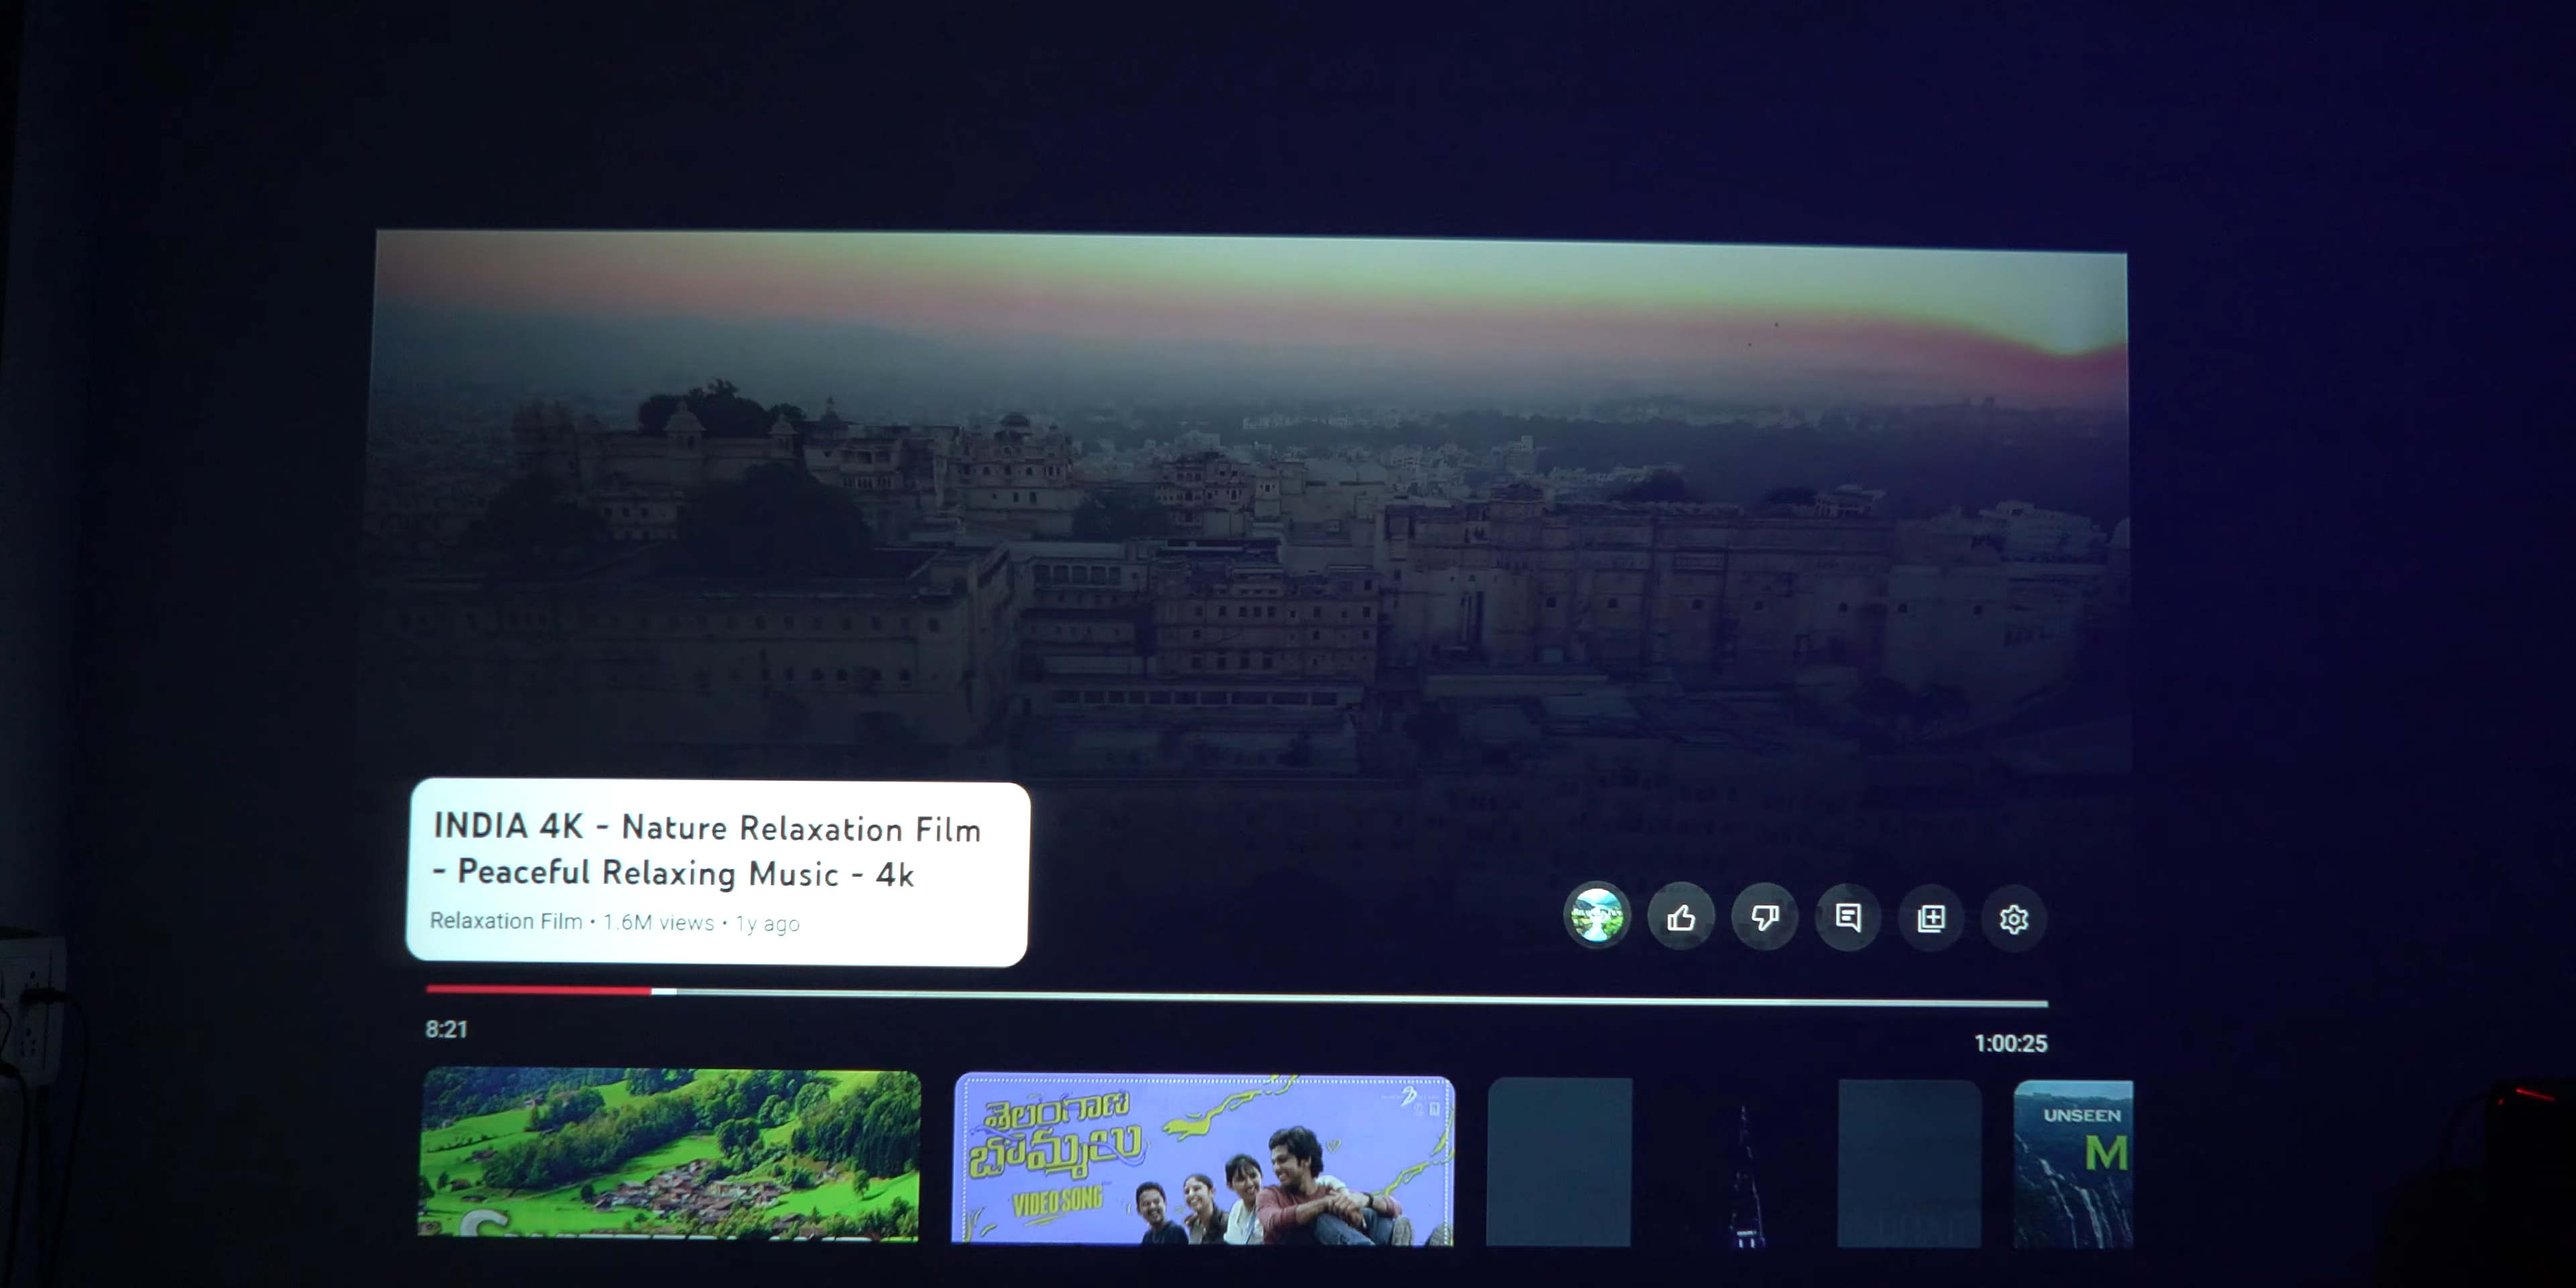 INDIA 4K - Nature Relaxation Film
- Peaceful Relaxing Music - 4k
Relaxation Film • 1.6M views • 1y ago
8:21
1:00:25
తెలంగాణ
బొమ్మలు
VIDEO SONG
UNSEEN
M